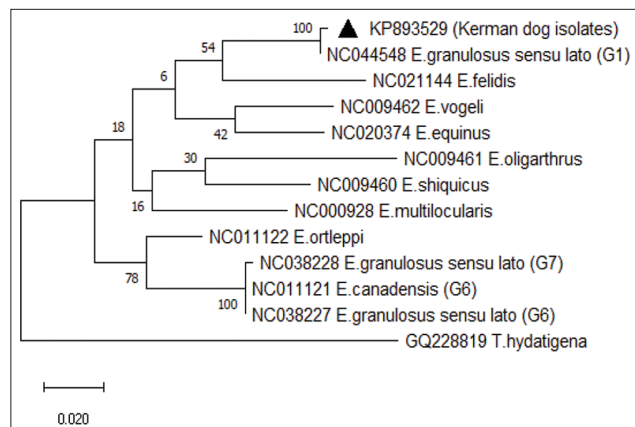 100 KP893529 (Kerman dog isolates)
54 NC044548 E.granulosus sensu lato (G1)
NC021144 E.felidis
6
NC009462 E.vogeli
42 NC020374 E.equinus
18
30 NC009461 E.oligarthrus
NC009460 E.shiquicus
16 NC000928 E.multilocularis
NC011122 E.ortleppi
78 NC038228 E.granulosus sensu lato (G7)
NC011121 E.canadensis (G6)
100 NC038227 E.granulosus sensu lato (G6)
GQ228819 T.hydatigena
0.020